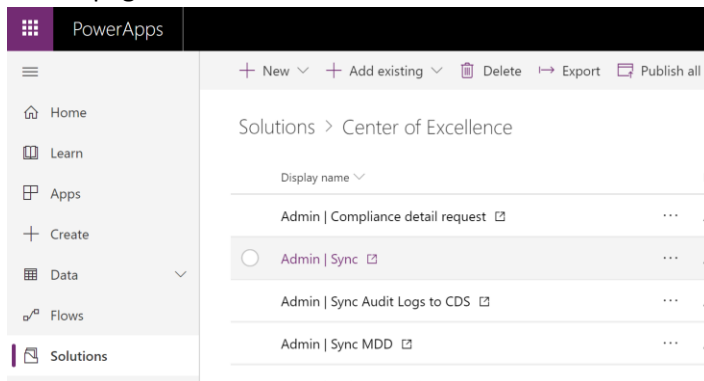 PowerApps
New
Add existing
Delete
Export
Publish all
Home
Learn
Apps
Create
Data
Flows
Solutions
Solutions > Center of Excellence
Display name
Admin | Compliance detail request
Admin | Sync
Admin | Sync Audit Logs to CDS
Admin | Sync MDD